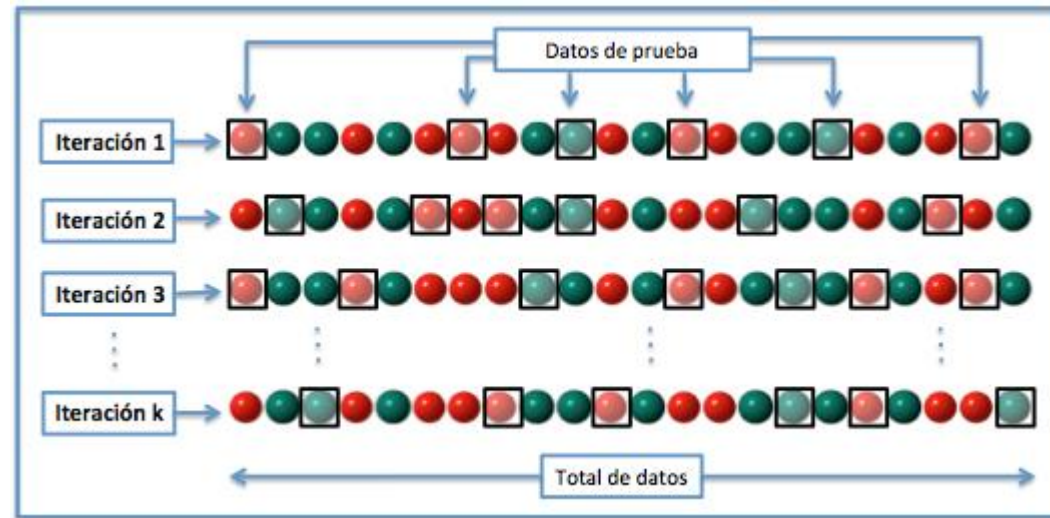 Datos de prueba
Iteración 1
Iteración 2
Iteración 3
Iteración k
Total de datos